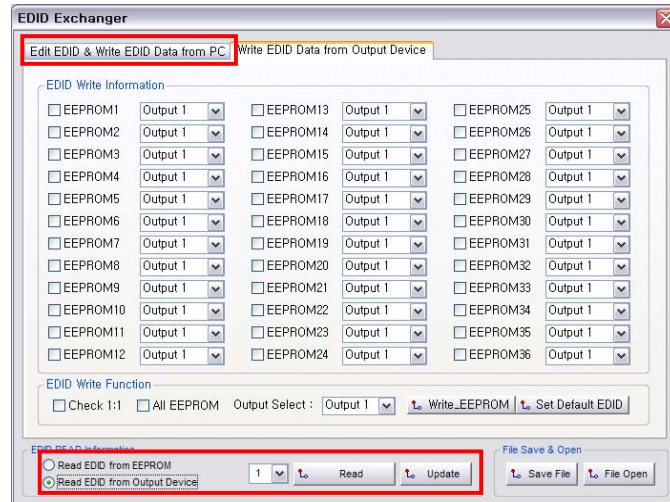 EDID Exchanger
Edit EDID & Write EDID Data from PC Write EDID Data from Output Device
EDID Write Information
EEPROM1 Output 1 EEPROM13 Output 1 EEPROM25 Output 1
EEPROM2 Output 1 EEPROM14 Output 1 EEPROM26 Output 1
EEPROM3 Output 1 EEPROM15 Output 1 EEPROM27 Output 1
EEPROM4 Output 1 EEPROM16 Output 1 EEPROM28 Output 1
EEPROM5 Output 1 EEPROM17 Output 1 EEPROM29 Output 1
EEPROM6 Output 1 EEPROM18 Output 1 EEPROM30 Output 1
EEPROM7 Output 1 EEPROM19 Output 1 EEPROM31 Output 1
EEPROM8 Output 1 EEPROM20 Output 1 EEPROM32 Output 1
EEPROM9 Output 1 EEPROM21 Output 1 EEPROM33 Output 1
EEPROM10 Output 1 EEPROM22 Output 1 EEPROM34 Output 1
EEPROM11 Output 1 EEPROM23 Output 1 EEPROM35 Output 1
EEPROM12 Output 1 EEPROM24 Output 1 EEPROM36 Output 1
EDID Write Function
Check 1:1 All EEPROM Output Select : Output 1 Write_EEPROM Set Default EDID
EDID READ Information File Save & Open
Read EDID from EEPROM
Read EDID from Output Device 1 Read Update Save File File Open